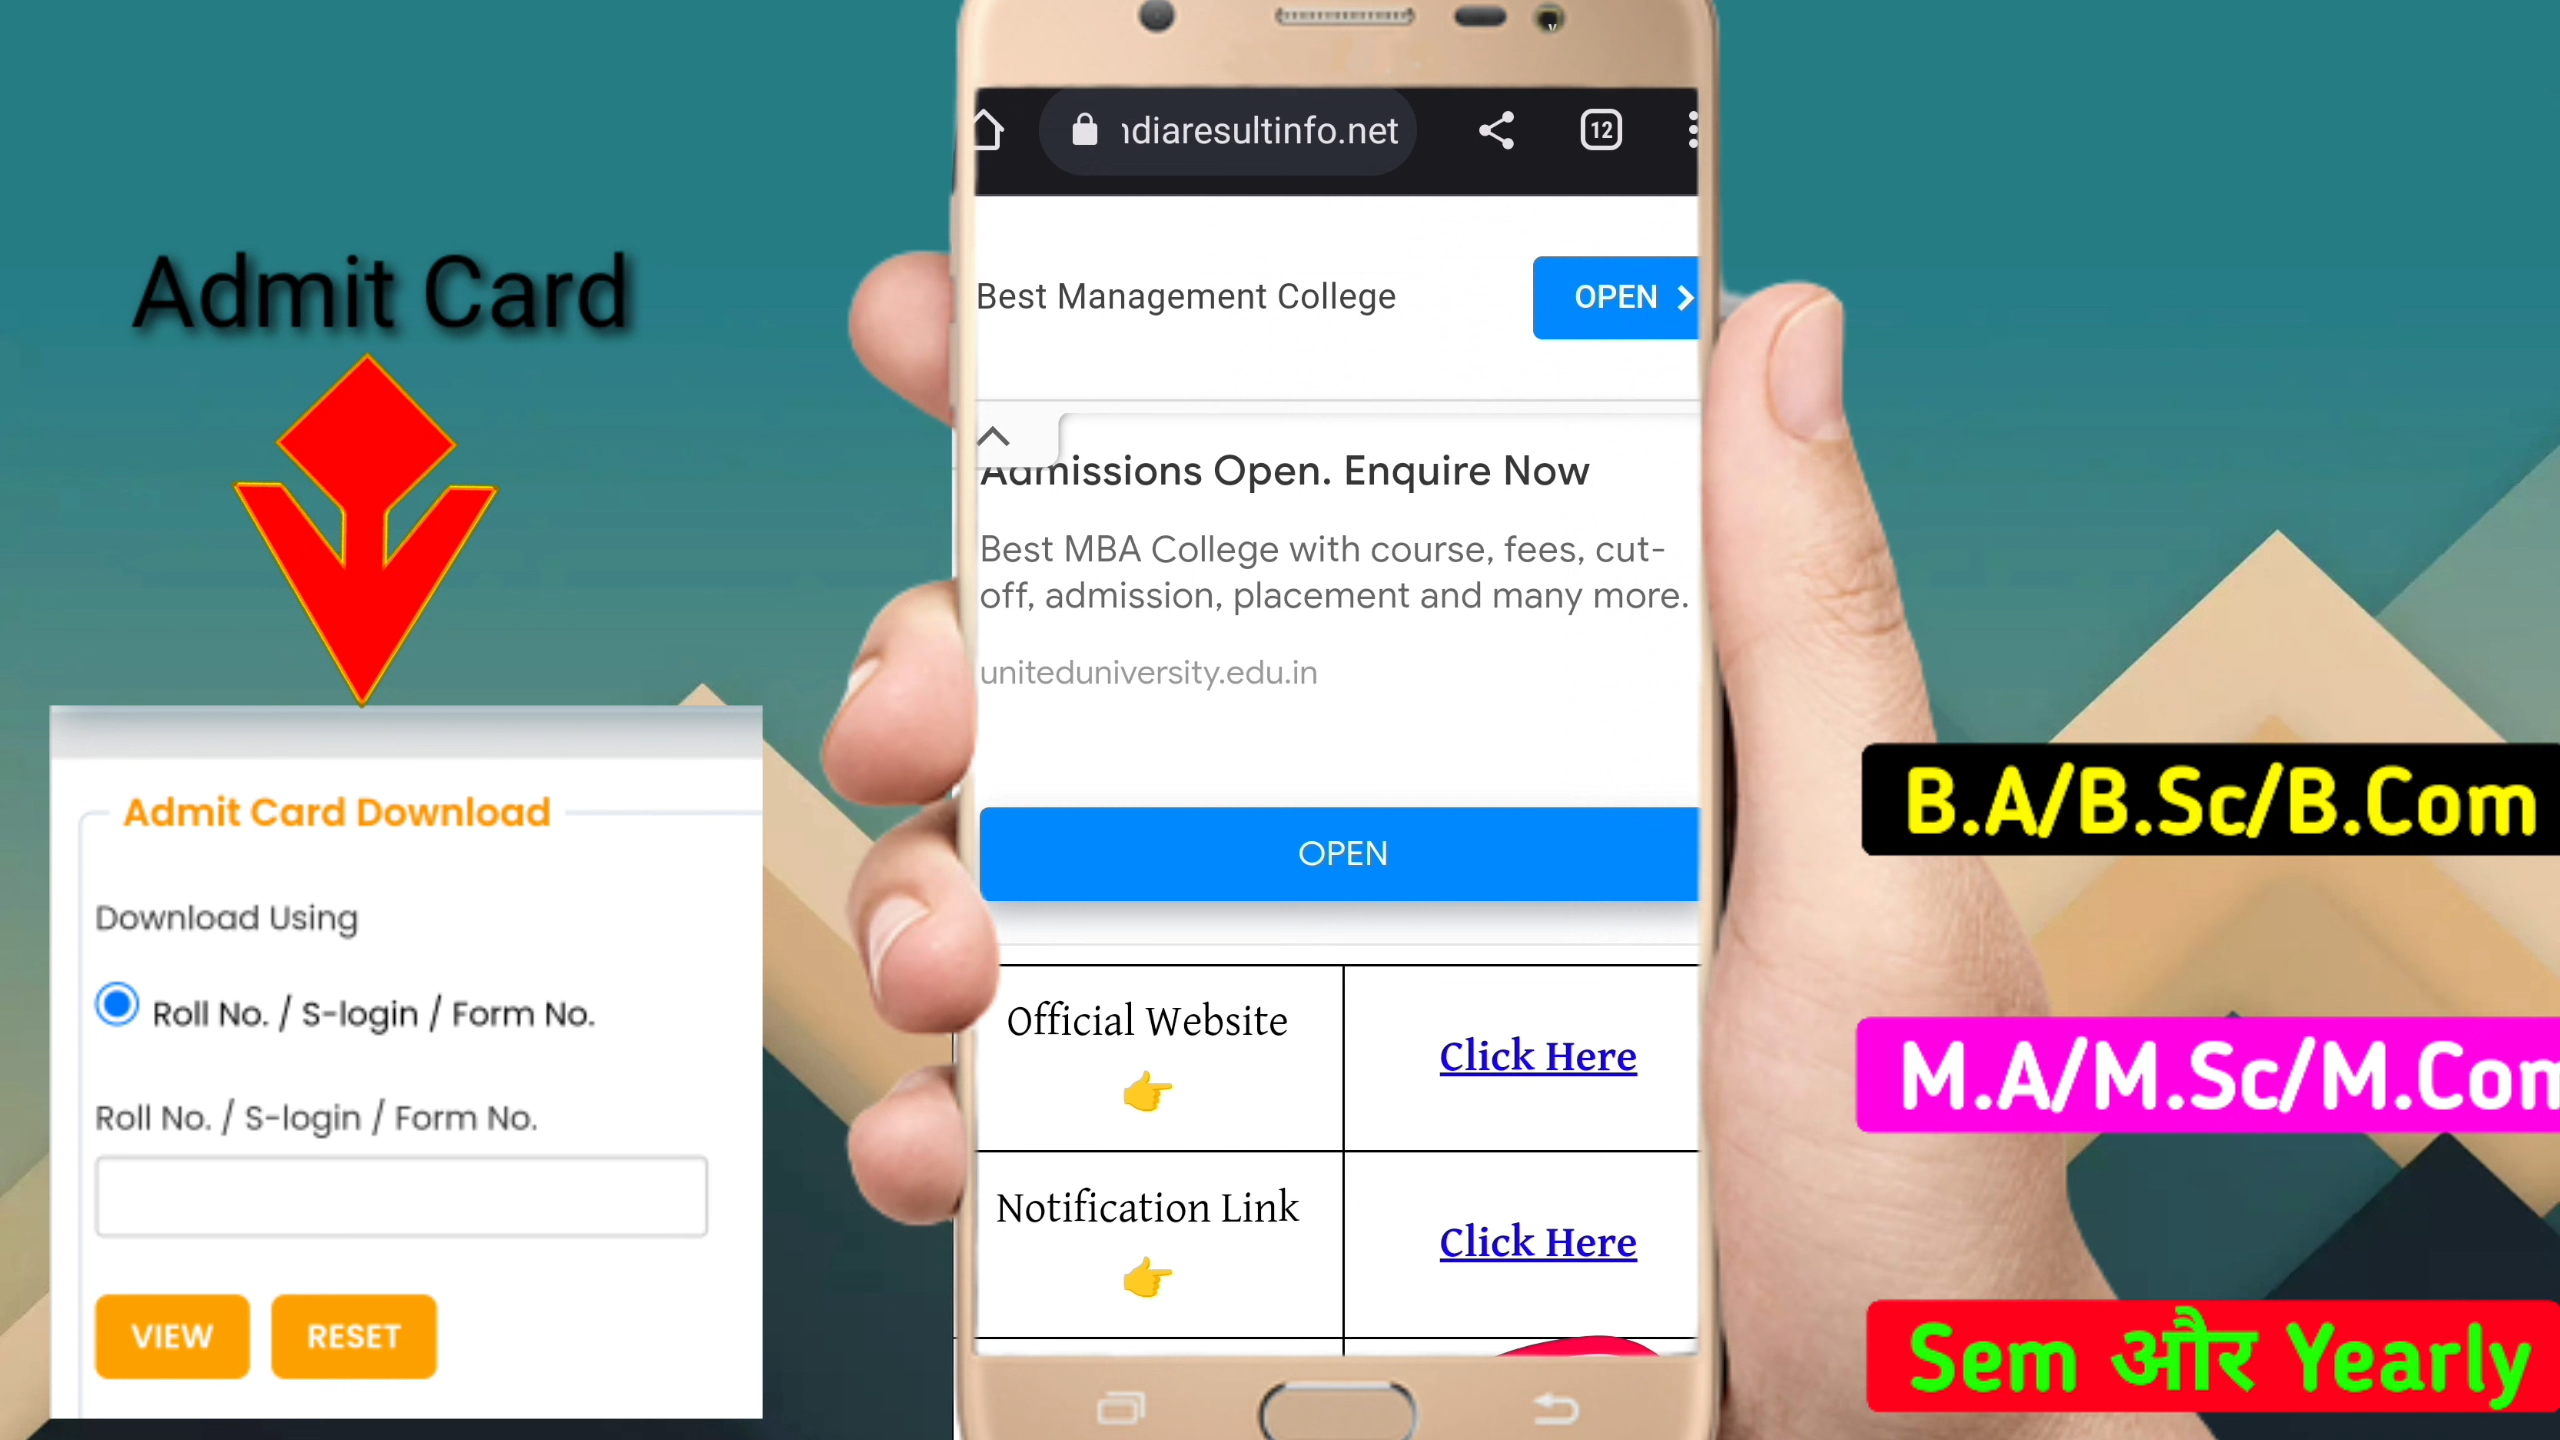 Admit Card
Admit Card Download
Download Using
Roll No. / S-login / Form No.
Roll No. / S-login / Form No.
VIEW RESET
ndiaresultinfo.net
12
Best Management College
OPEN
Admissions Open. Enquire Now
Best MBA College with course, fees, cut-
off, admission, placement and many more.
uniteduniversity.edu.in
OPEN
Official Website Click Here
Notification Link Click Here
B.A/B.Sc/B.Com
M.A/M.Sc/M.Com
Sem और Yearly